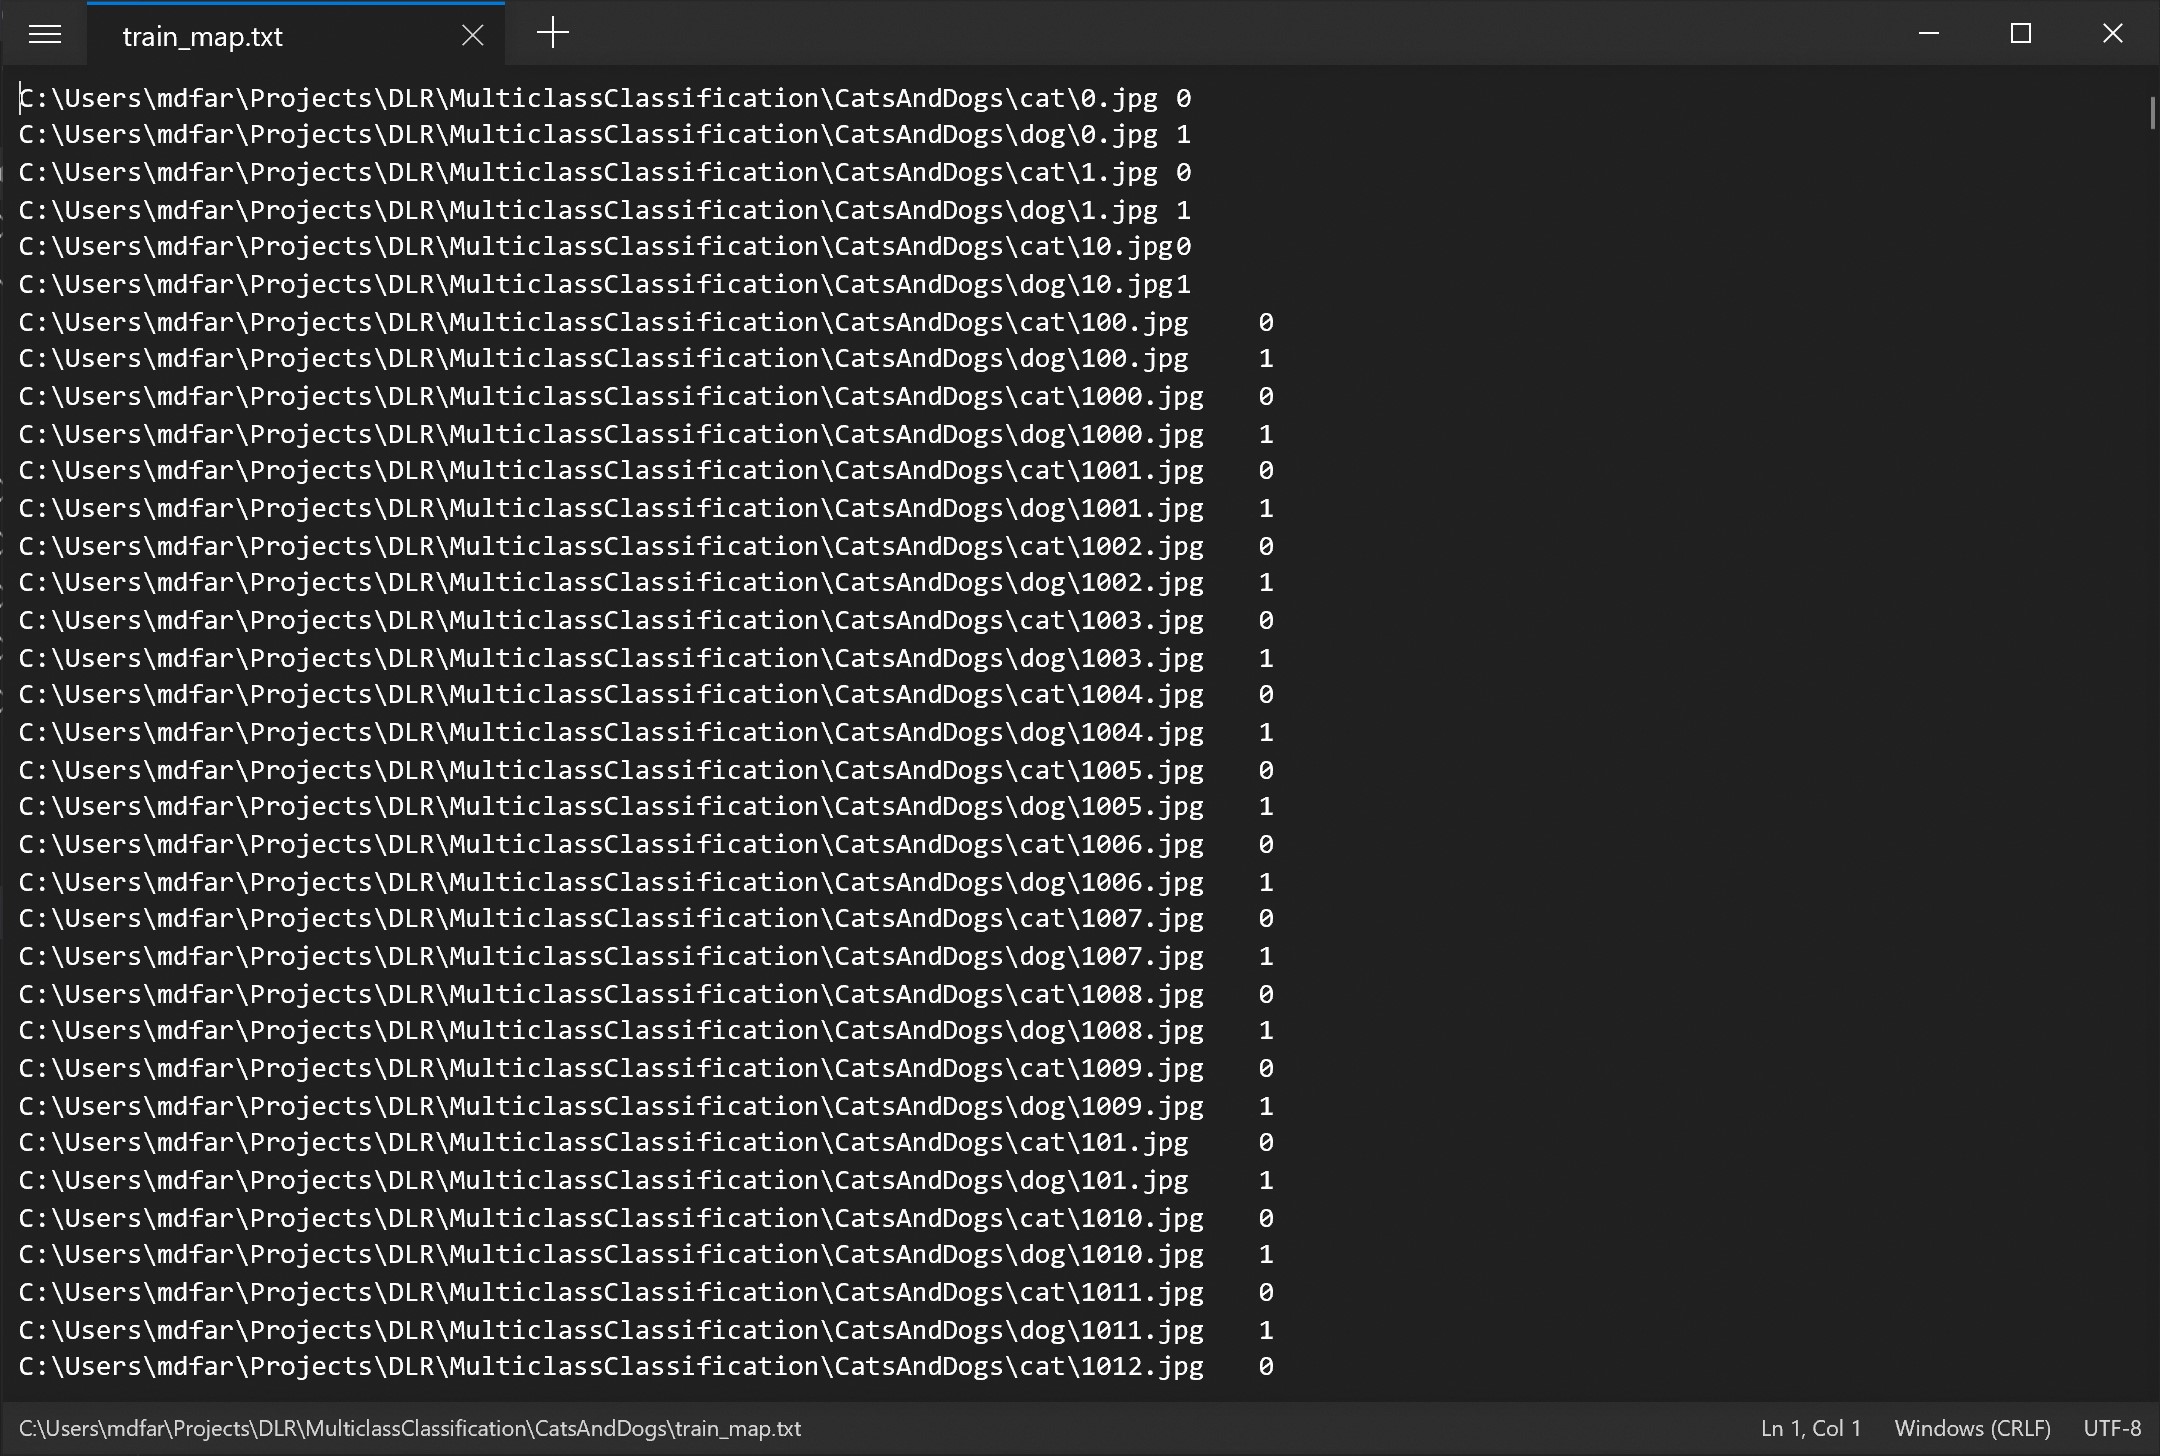 train_map.txt
C:\Users\mdfar\Projects\DLR\MulticlassClassification\CatsAndDogs\cat\0.jpg	0
C:\Users\mdfar\Projects\DLR\MulticlassClassification\CatsAndDogs\dog\0.jpg	1
C:\Users\mdfar\Projects\DLR\MulticlassClassification\CatsAndDogs\cat\1.jpg	0
C:\Users\mdfar\Projects\DLR\MulticlassClassification\CatsAndDogs\dog\1.jpg	1
C:\Users\mdfar\Projects\DLR\MulticlassClassification\CatsAndDogs\cat\10.jpg	0
C:\Users\mdfar\Projects\DLR\MulticlassClassification\CatsAndDogs\dog\10.jpg	1
C:\Users\mdfar\Projects\DLR\MulticlassClassification\CatsAndDogs\cat\100.jpg	0
C:\Users\mdfar\Projects\DLR\MulticlassClassification\CatsAndDogs\dog\100.jpg	1
C:\Users\mdfar\Projects\DLR\MulticlassClassification\CatsAndDogs\cat\1000.jpg	0
C:\Users\mdfar\Projects\DLR\MulticlassClassification\CatsAndDogs\dog\1000.jpg	1
C:\Users\mdfar\Projects\DLR\MulticlassClassification\CatsAndDogs\cat\1001.jpg	0
C:\Users\mdfar\Projects\DLR\MulticlassClassification\CatsAndDogs\dog\1001.jpg	1
C:\Users\mdfar\Projects\DLR\MulticlassClassification\CatsAndDogs\cat\1002.jpg	0
C:\Users\mdfar\Projects\DLR\MulticlassClassification\CatsAndDogs\dog\1002.jpg	1
C:\Users\mdfar\Projects\DLR\MulticlassClassification\CatsAndDogs\cat\1003.jpg	0
C:\Users\mdfar\Projects\DLR\MulticlassClassification\CatsAndDogs\dog\1003.jpg	1
C:\Users\mdfar\Projects\DLR\MulticlassClassification\CatsAndDogs\cat\1004.jpg	0
C:\Users\mdfar\Projects\DLR\MulticlassClassification\CatsAndDogs\dog\1004.jpg	1
C:\Users\mdfar\Projects\DLR\MulticlassClassification\CatsAndDogs\cat\1005.jpg	0
C:\Users\mdfar\Projects\DLR\MulticlassClassification\CatsAndDogs\dog\1005.jpg	1
C:\Users\mdfar\Projects\DLR\MulticlassClassification\CatsAndDogs\cat\1006.jpg	0
C:\Users\mdfar\Projects\DLR\MulticlassClassification\CatsAndDogs\dog\1006.jpg	1
C:\Users\mdfar\Projects\DLR\MulticlassClassification\CatsAndDogs\cat\1007.jpg	0
C:\Users\mdfar\Projects\DLR\MulticlassClassification\CatsAndDogs\dog\1007.jpg	1
C:\Users\mdfar\Projects\DLR\MulticlassClassification\CatsAndDogs\cat\1008.jpg	0
C:\Users\mdfar\Projects\DLR\MulticlassClassification\CatsAndDogs\dog\1008.jpg	1
C:\Users\mdfar\Projects\DLR\MulticlassClassification\CatsAndDogs\cat\1009.jpg	0
C:\Users\mdfar\Projects\DLR\MulticlassClassification\CatsAndDogs\dog\1009.jpg	1
C:\Users\mdfar\Projects\DLR\MulticlassClassification\CatsAndDogs\cat\101.jpg	0
C:\Users\mdfar\Projects\DLR\MulticlassClassification\CatsAndDogs\dog\101.jpg	1
C:\Users\mdfar\Projects\DLR\MulticlassClassification\CatsAndDogs\cat\1010.jpg	0
C:\Users\mdfar\Projects\DLR\MulticlassClassification\CatsAndDogs\dog\1010.jpg	1
C:\Users\mdfar\Projects\DLR\MulticlassClassification\CatsAndDogs\cat\1011.jpg	0
C:\Users\mdfar\Projects\DLR\MulticlassClassification\CatsAndDogs\dog\1011.jpg	1
C:\Users\mdfar\Projects\DLR\MulticlassClassification\CatsAndDogs\cat\1012.jpg	0
C:\Users\mdfar\Projects\DLR\MulticlassClassification\CatsAndDogs\train_map.txt Ln 1, Col 1 Windows (CRLF) UTF-8